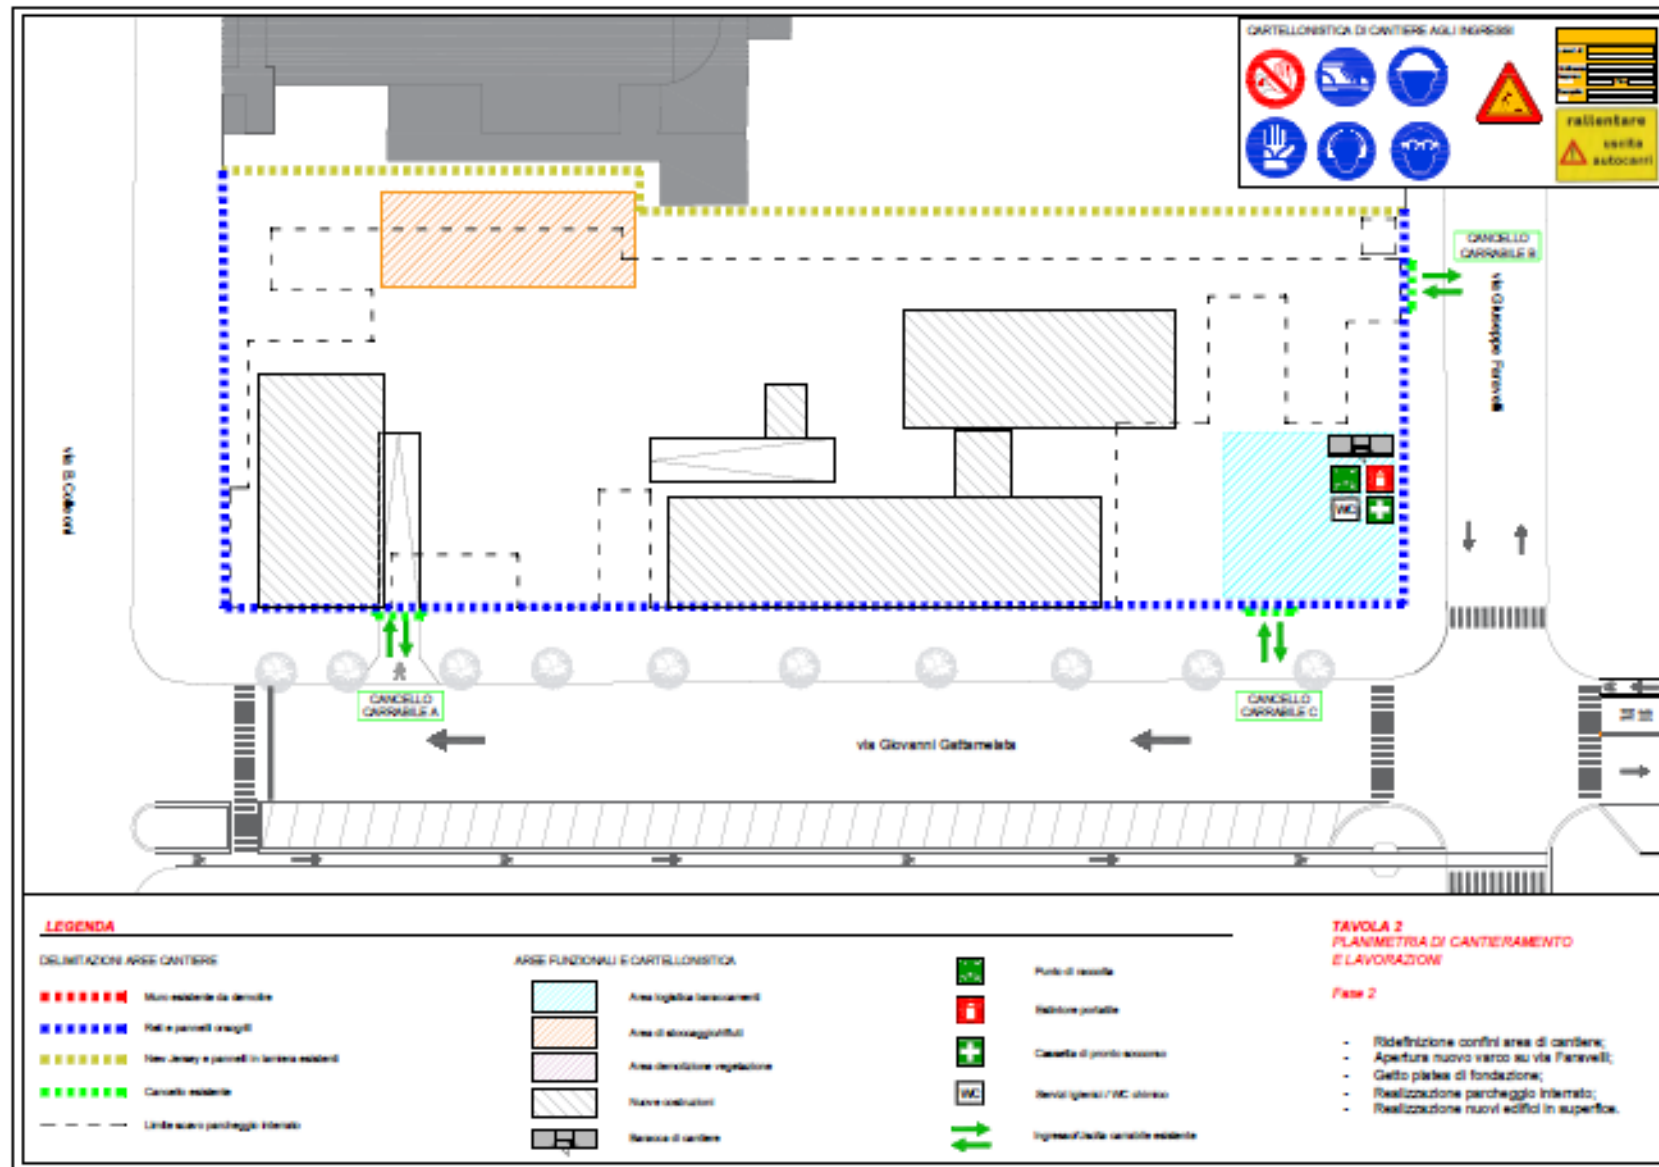 CARTELLONISTICA DI CANTIERE AGLI INGRESSI
rallentare
uscita
autocarri
CANCELLO
CARRABILE B
via Giuseppe Faravelli
via B.Colleoni
WC
CANCELLO
CARRABILE A
CANCELLO
CARRABILE C
via Giovanni Gattamelata
LEGENDA
DELIMITAZIONI AREE CANTIERE
Muro esistente da demolire
Reti e pannelli orsogrill
New Jersey e pannelli in lamiera esistenti
Cancello esistente
Limite nuovo parcheggio interrato
AREE FUNZIONALI E CARTELLONISTICA
Area logistica baraccamenti
Area di stoccaggio/rifiuti
Area demolizione vegetazione
Nuove costruzioni
Baracca di cantiere
Punto di raccolta
Estintore portatile
Cassetta di pronto soccorso
WC
Servizi igienici / WC chimico
Ingresso/Uscita carrabile esistente
TAVOLA 2
PLANIMETRIA DI CANTIERAMENTO
E LAVORAZIONI
Fase 2
- Ridefinizione confini area di cantiere;
- Apertura nuovo varco su via Faravelli;
- Getto platea di fondazione;
- Realizzazione parcheggio interrato;
- Realizzazione nuovi edifici in superfice.